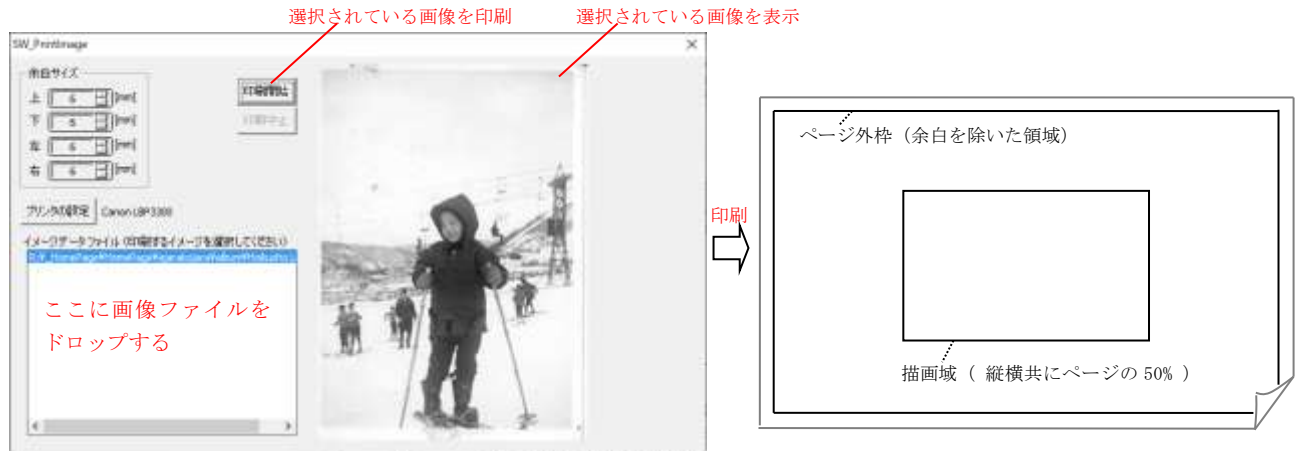 選択されている画像を印刷
選択されている画像を表示
SW_PrintImage
余白サイズ
上 6 [mm]
下 6 [mm]
左 6 [mm]
右 6 [mm]
印刷開始
印刷中止
プリンタの設定 Canon LBP3300
イメージデータファイル (印刷するイメージを選択してください)
ここに画像ファイルを
ドロップする
印刷
ページ外枠（余白を除いた領域）
描画域（ 縦横共にページの 50% ）